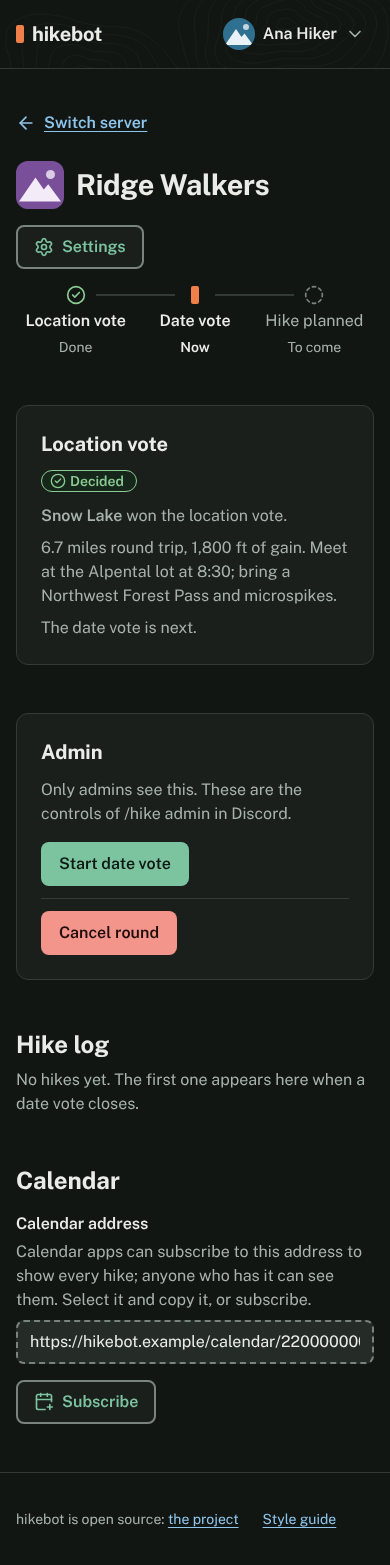 hikebot
Ana Hiker
Switch server
Ridge Walkers
Settings
Location vote
Done
Date vote
Now
Hike planned
To come
Location vote
Decided
Snow Lake won the location vote.
6.7 miles round trip, 1,800 ft of gain. Meet
at the Alpental lot at 8:30; bring a
Northwest Forest Pass and microspikes.
The date vote is next.
Admin
Only admins see this. These are the
controls of /hike admin in Discord.
Start date vote
Cancel round
Hike log
No hikes yet. The first one appears here when a
date vote closes.
Calendar
Calendar address
Calendar apps can subscribe to this address to
show every hike; anyone who has it can see
them. Select it and copy it, or subscribe.
https://hikebot.example/calendar/22000000
Subscribe
hikebot is open source: the project
Style guide